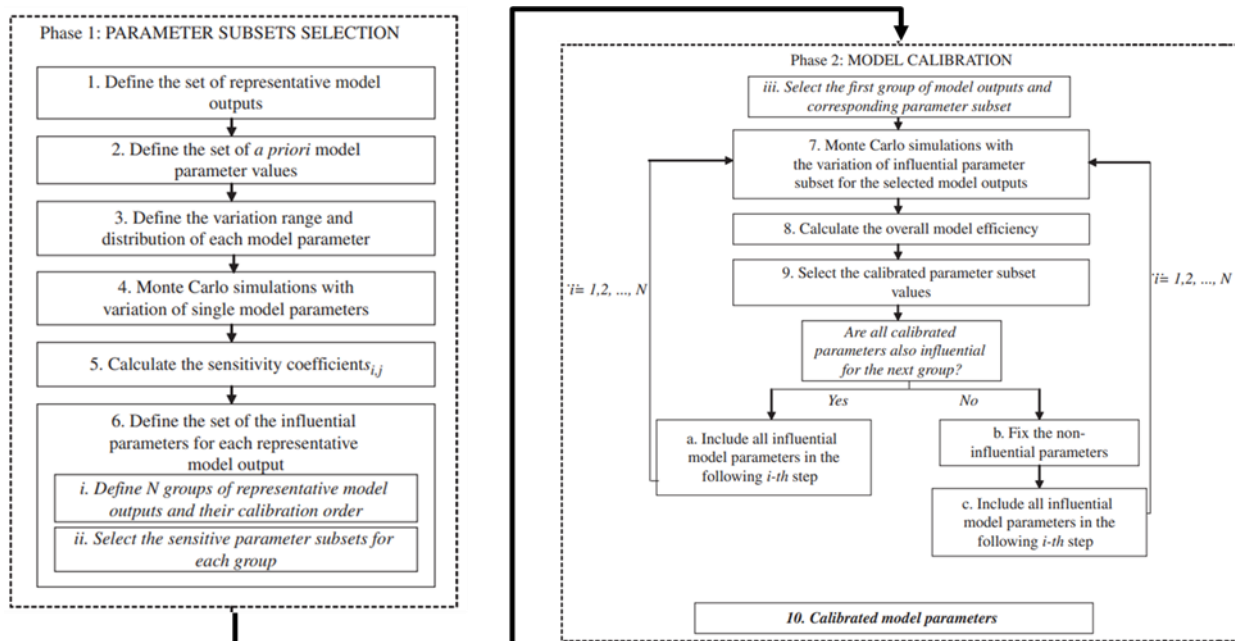 Phase 1: PARAMETER SUBSETS SELECTION
1. Define the set of representative model
outputs
2. Define the set of a priori model
parameter values
3. Define the variation range and
distribution of each model parameter
4. Monte Carlo simulations with
variation of single model parameters
5. Calculate the sensitivity coefficients_{i,j}
6. Define the set of the influential
parameters for each representative
model output
i. Define N groups of representative model
outputs and their calibration order
ii. Select the sensitive parameter subsets for
each group
Phase 2: MODEL CALIBRATION
iii. Select the first group of model outputs and
corresponding parameter subset
7. Monte Carlo simulations with
the variation of influential parameter
subset for the selected model outputs
8. Calculate the overall model efficiency
9. Select the calibrated parameter subset
values
i= 1,2, ..., N
i= 1,2, ..., N
Are all calibrated
parameters also influential
for the next group?
Yes
No
a. Include all influential
model parameters in the
following i-th step
b. Fix the non-
influential parameters
c. Include all influential
model parameters in the
following i-th step
10. Calibrated model parameters